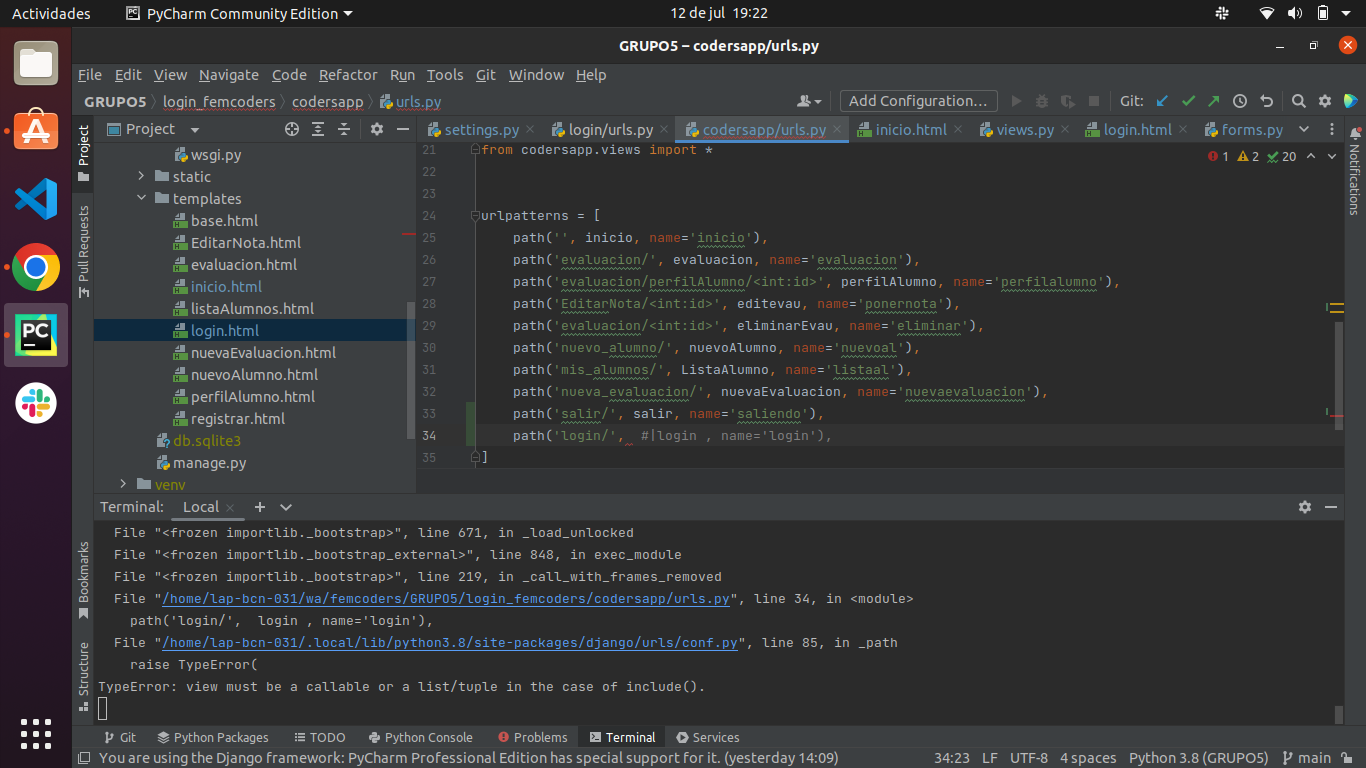 Actividades PyCharm Community Edition 12 de jul 19:22
GRUPO5 – codersapp/urls.py
File Edit View Navigate Code Refactor Run Tools Git Window Help
GRUPO5 login_femcoders codersapp urls.py Add Configuration... Git:
Project settings.py login/urls.py codersapp/urls.py inicio.html views.py login.html forms.py
Project
Pull Requests
Bookmarks
Structure
Notifications
wsgi.py
static
templates
base.html
EditarNota.html
evaluacion.html
inicio.html
listaAlumnos.html
login.html
nuevaEvaluacion.html
nuevoAlumno.html
perfilAlumno.html
registrar.html
db.sqlite3
manage.py
venv
1 2 20
21 from codersapp.views import *
22
23
24 urlpatterns = [
25 path('', inicio, name='inicio'),
26 path('evaluacion/', evaluacion, name='evaluacion'),
27 path('evaluacion/perfilAlumno/<int:id>', perfilAlumno, name='perfilalumno'),
28 path('EditarNota/<int:id>', editevau, name='ponernota'),
29 path('evaluacion/<int:id>', eliminarEvau, name='eliminar'),
30 path('nuevo_alumno/', nuevoAlumno, name='nuevoal'),
31 path('mis_alumnos/', ListaAlumno, name='listaal'),
32 path('nueva_evaluacion/', nuevaEvaluacion, name='nuevaevaluacion'),
33 path('salir/', salir, name='saliendo'),
34 path('login/', #login , name='login'),
35 ]
Terminal: Local
File "<frozen importlib._bootstrap>", line 671, in _load_unlocked
File "<frozen importlib._bootstrap_external>", line 848, in exec_module
File "<frozen importlib._bootstrap>", line 219, in _call_with_frames_removed
File "/home/lap-bcn-031/wa/femcoders/GRUPO5/login_femcoders/codersapp/urls.py", line 34, in <module>
path('login/', login , name='login'),
File "/home/lap-bcn-031/.local/lib/python3.8/site-packages/django/urls/conf.py", line 85, in _path
raise TypeError(
TypeError: view must be a callable or a list/tuple in the case of include().
Git Python Packages TODO Python Console Problems Terminal Services
You are using the Django framework: PyCharm Professional Edition has special support for it. (yesterday 14:09) 34:23 LF UTF-8 4 spaces Python 3.8 (GRUPO5) main